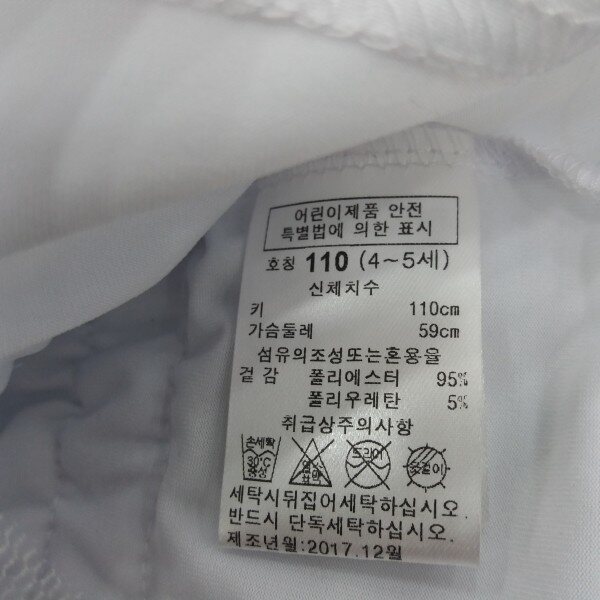 어린이제품 안전
특별법에 의한 표시
호칭 110 (4~5세)
신체치수
키 110cm
가슴둘레 59cm
섬유의조성또는혼용율
겉 감 폴리에스터 95%
폴리우레탄 5%
취급상주의사항
손세탁 30°C 중성 염소 표백 드라이
세탁시뒤집어세탁하십시오.
반드시 단독세탁하십시오.
제조년월:2017.12월